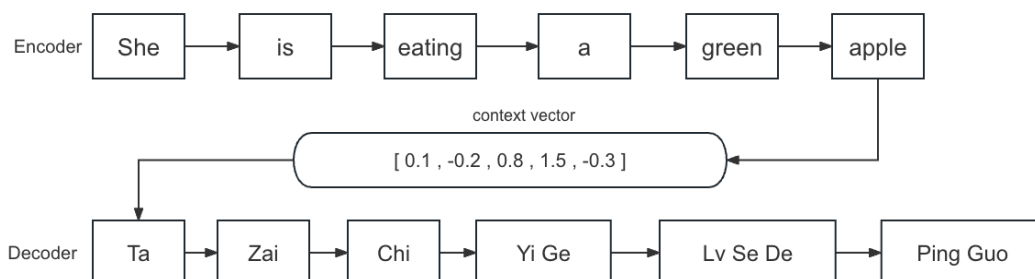 Encoder She is eating a green apple
context vector
[ 0.1 , -0.2 , 0.8 , 1.5 , -0.3 ]
Decoder Ta Zai Chi Yi Ge Lv Se De Ping Guo